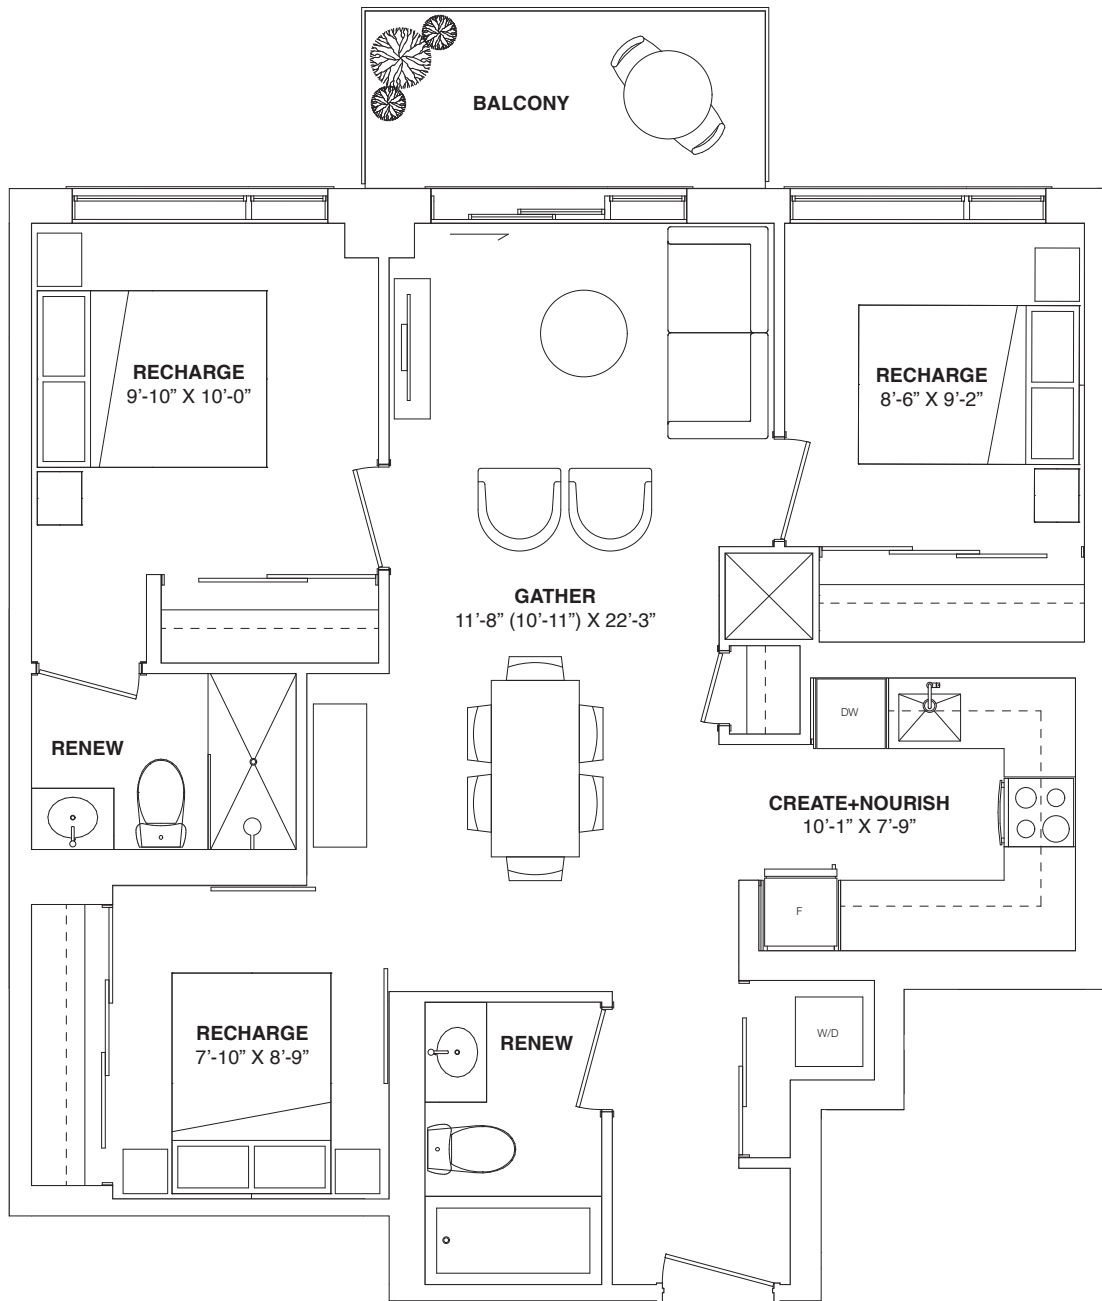 BALCONY
RECHARGE
9’-10” X 10’-0”
RECHARGE
8’-6” X 9’-2”
GATHER
11’-8” (10’-11”) X 22’-3”
DW
RENEW
CREATE+NOURISH
10’-1” X 7’-9”
F
RECHARGE
7’-10” X 8’-9”
RENEW
W/D